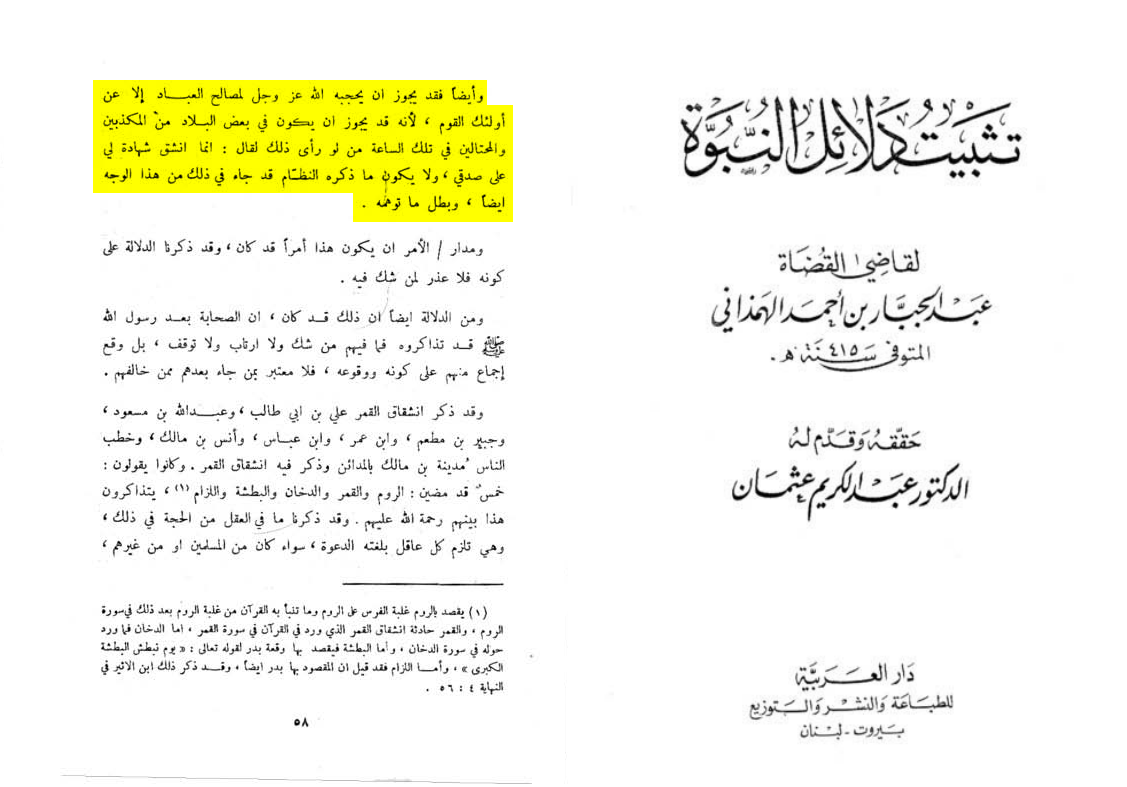 تثبيت دلائل النبوة
لقاضي القضاة
عبد الجبار بن أحمد الهمذاني
المتوفى سنة ٤١٥ هـ .
حققه وقدم له
الدكتور عبد الكريم عثمان
دار العربية
للطباعة والنشر والتوزيع
بيروت - لبنان
وأيضاً فقد يجوز ان يحجبه الله عز وجل لمصالح العباد إلا عن
أولئك القوم ، لأنه قد يجوز ان يكون في بعض البلاد من المكذبين
والمحتالين في تلك الساعة من لو رأى ذلك لقال : انما انشق شهادة لي
على صدقي ، ولا يكون ما ذكره النظّام قد جاء في ذلك من هذا الوجه
ايضاً ، وبطل ما توهمه .
ومدار / الأمر ان يكون هذا أمراً قد كان ، وقد ذكرنا الدلالة على
كونه فلا عذر لمن شك فيه .
ومن الدلالة ايضاً ان ذلك قد كان ، ان الصحابة بعد رسول الله
ﷺ قد تذاكروه فما فيهم من شك ولا ارتاب ولا توقف ، بل وقع
إجماع منهم على كونه ووقوعه ، فلا معتبر بمن جاء بعدهم ممن خالفهم .
وقد ذكر انشقاق القمر علي بن ابي طالب ، وعبدالله بن مسعود ،
وجبير بن مطعم ، وابن عمر ، وابن عباس ، وأنس بن مالك ، وخطب
الناس حُذيفة بن مالك بالمدائن وذكر فيه انشقاق القمر . وكانوا يقولون :
خمسٌ قد مضين : الروم والقمر والدخان والبطشة واللزام (١) ، يتذاكرون
هذا بينهم رحمة الله عليهم . وقد ذكرنا ما في العقل من الحجة في ذلك ،
وهي تلزم كل عاقل بلغته الدعوة ، سواء كان من المسلمين او من غيرهم ،
(١) يقصد بالروم غلبة الفرس على الروم وما تنبأ به القرآن من غلبة الروم بعد ذلك في سورة
الروم ، والقمر حادثة انشقاق القمر الذي ورد في القرآن في سورة القمر ، اما الدخان فما ورد
حوله في سورة الدخان ، وأما البطشة فيقصد بها وقعة بدر لقوله تعالى : « يوم نبطش البطشة
الكبرى » ، وأما اللزام فقد قيل ان المقصود بها بدر ايضاً ، وقد ذكر ذلك ابن الاثير في
النهاية ٤ : ٥٦ .
٥٨